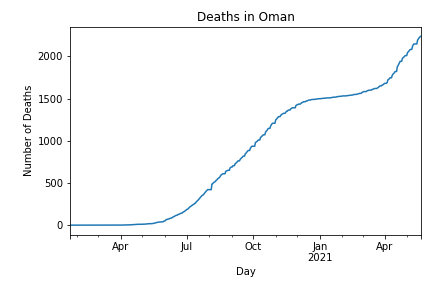 Deaths in Oman
Number of Deaths
2000
1500
1000
500
0
Apr
Jul
Oct
Jan
2021
Apr
Day